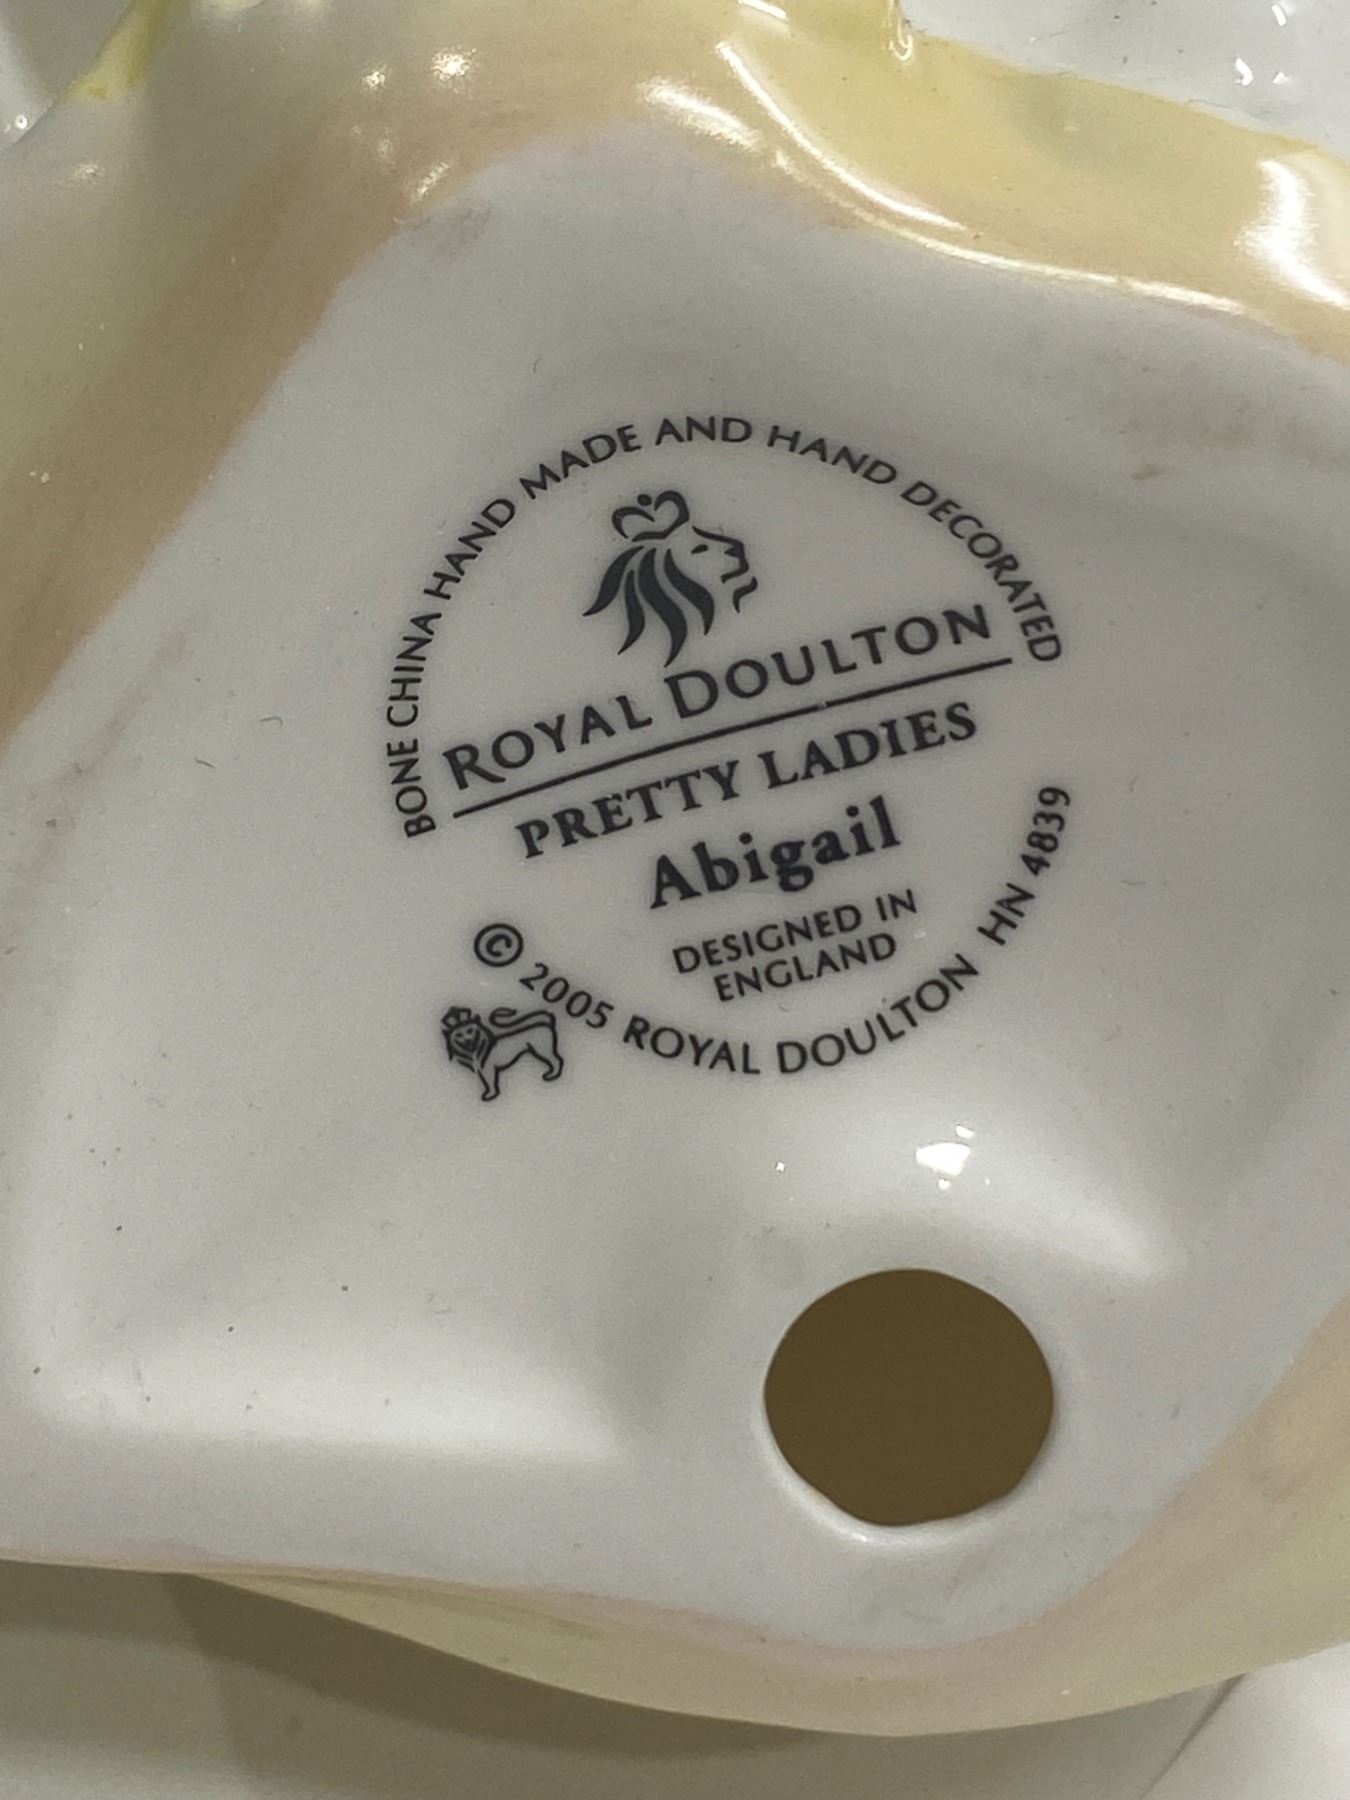 BONE CHINA HAND MADE AND HAND DECORATED
ROYAL DOULTON
PRETTY LADIES
Abigail
DESIGNED IN
ENGLAND
© 2005 ROYAL DOULTON HN 4839